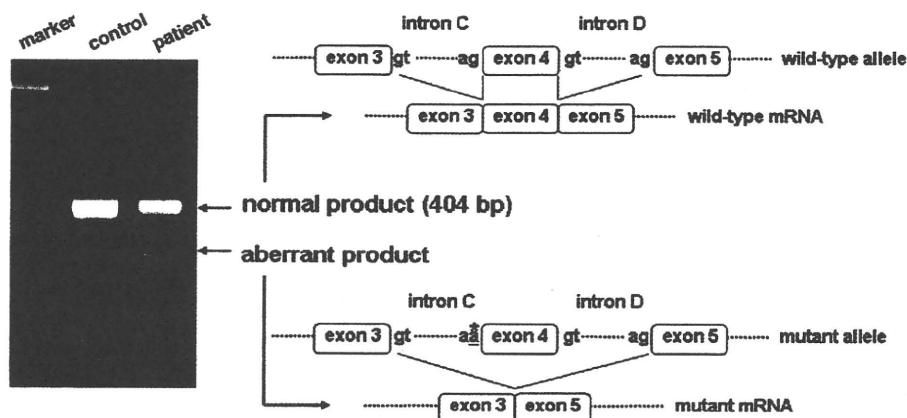 marker control patient
intron C intron D
exon 3 gt ag exon 4 gt ag exon 5 wild-type allele
exon 3 exon 4 exon 5 wild-type mRNA
normal product (404 bp)
aberrant product
intron C intron D
exon 3 gt aa* exon 4 gt ag exon 5 mutant allele
exon 3 exon 5 mutant mRNA